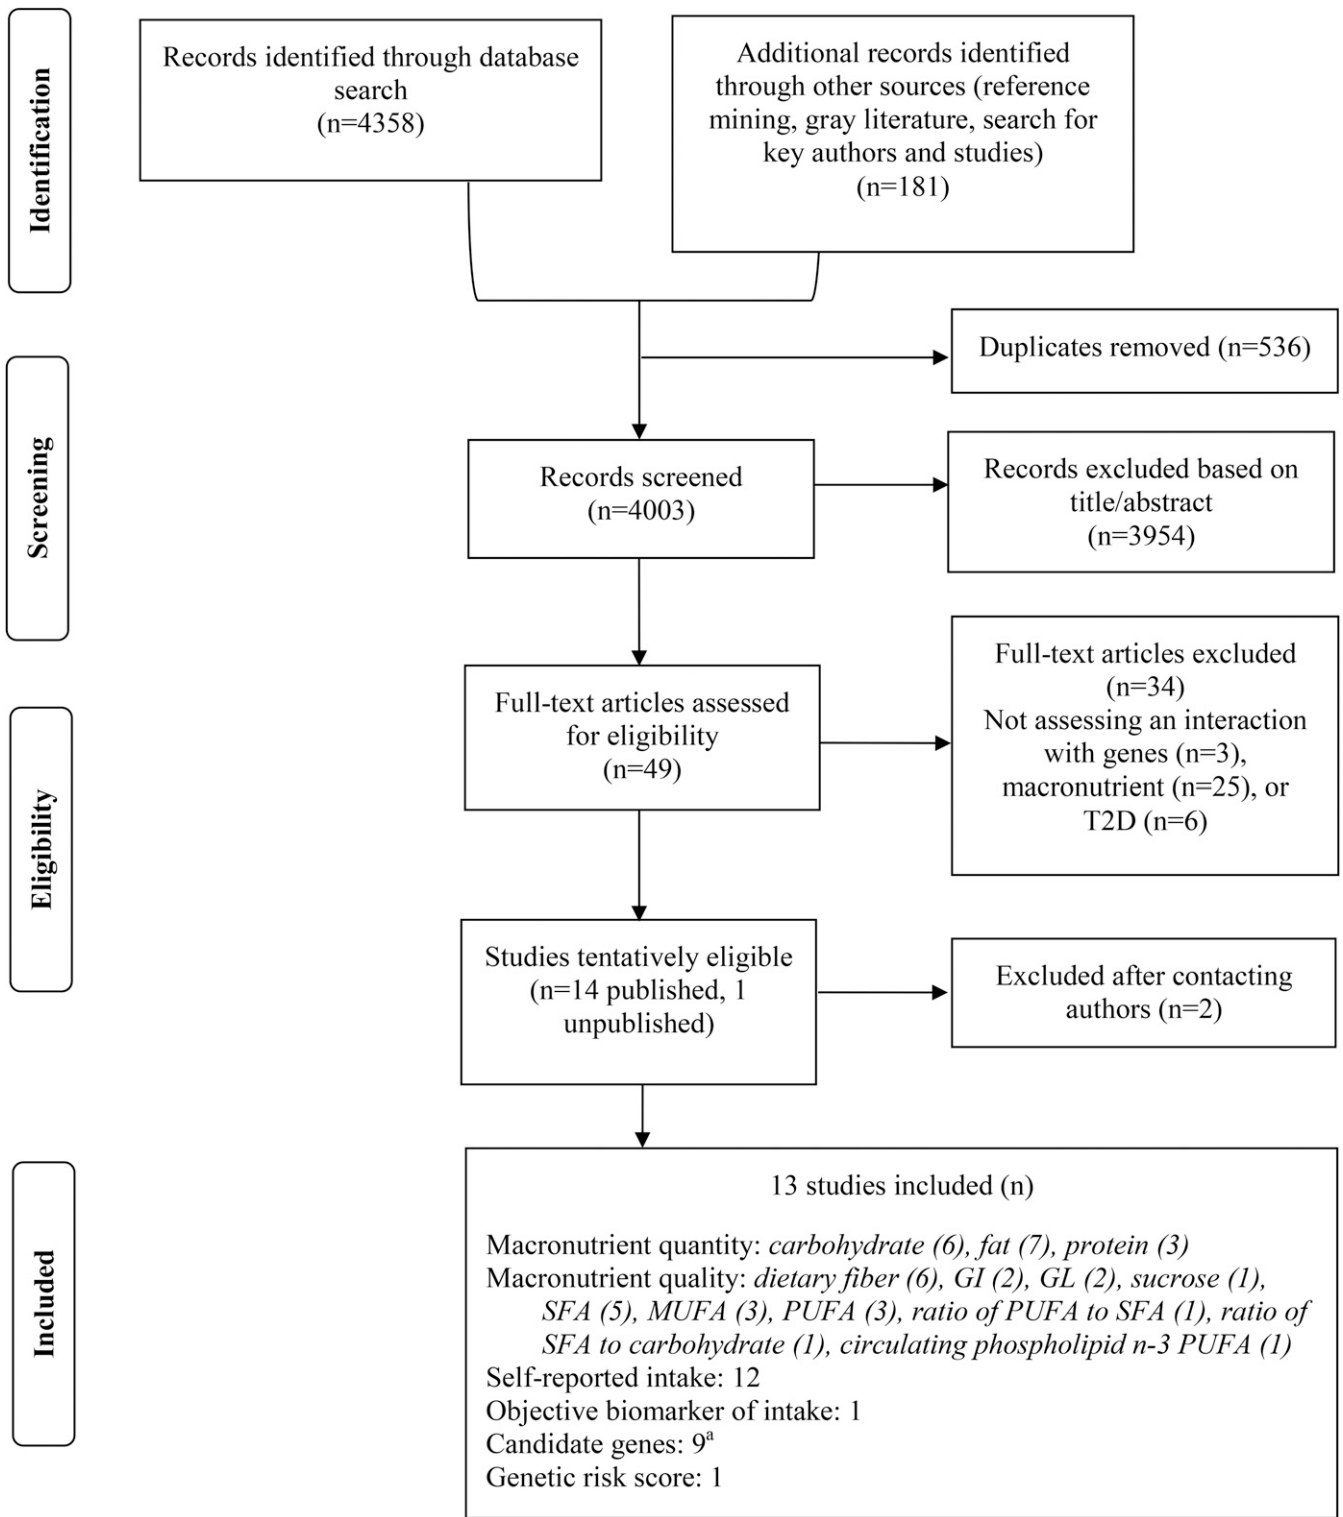 Identification
Records identified through database
search
(n=4358)
Additional records identified
through other sources (reference
mining, gray literature, search for
key authors and studies)
(n=181)
Duplicates removed (n=536)
Screening
Records screened
(n=4003)
Records excluded based on
title/abstract
(n=3954)
Eligibility
Full-text articles assessed
for eligibility
(n=49)
Full-text articles excluded
(n=34)
Not assessing an interaction
with genes (n=3),
macronutrient (n=25), or
T2D (n=6)
Studies tentatively eligible
(n=14 published, 1
unpublished)
Excluded after contacting
authors (n=2)
Included
13 studies included (n)
Macronutrient quantity: carbohydrate (6), fat (7), protein (3)
Macronutrient quality: dietary fiber (6), GI (2), GL (2), sucrose (1),
SFA (5), MUFA (3), PUFA (3), ratio of PUFA to SFA (1), ratio of
SFA to carbohydrate (1), circulating phospholipid n-3 PUFA (1)
Self-reported intake: 12
Objective biomarker of intake: 1
Candidate genes: 9ᵃ
Genetic risk score: 1